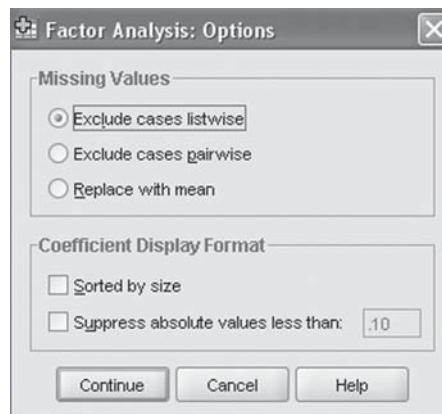 Factor Analysis: Options
Missing Values
Exclude cases listwise
Exclude cases pairwise
Replace with mean
Coefficient Display Format
Sorted by size
Suppress absolute values less than: .10
Continue Cancel Help